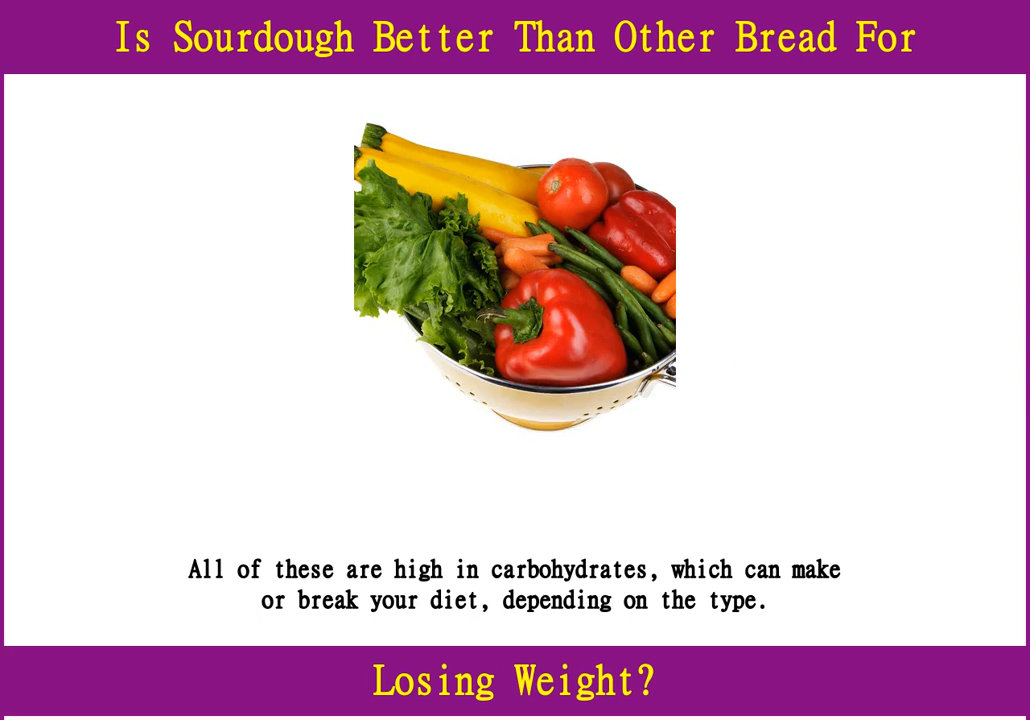 Is Sourdough Better Than Other Bread For
All of these are high in carbohydrates, which can make
or break your diet, depending on the type.
Losing Weight?